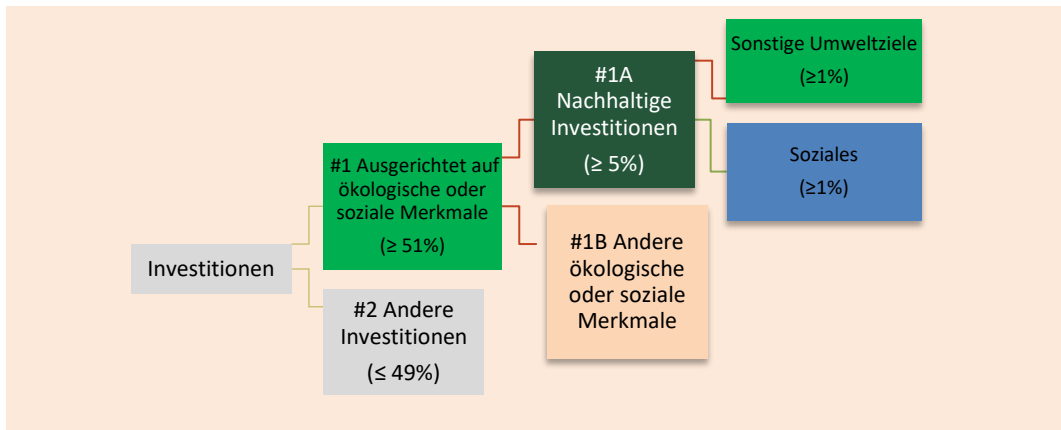 Investitionen
#1 Ausgerichtet auf
ökologische oder
soziale Merkmale
(≥ 51%)
#2 Andere
Investitionen
(≤ 49%)
#1A
Nachhaltige
Investitionen
(≥ 5%)
#1B Andere
ökologische
oder soziale
Merkmale
Sonstige Umweltziele
(≥1%)
Soziales
(≥1%)